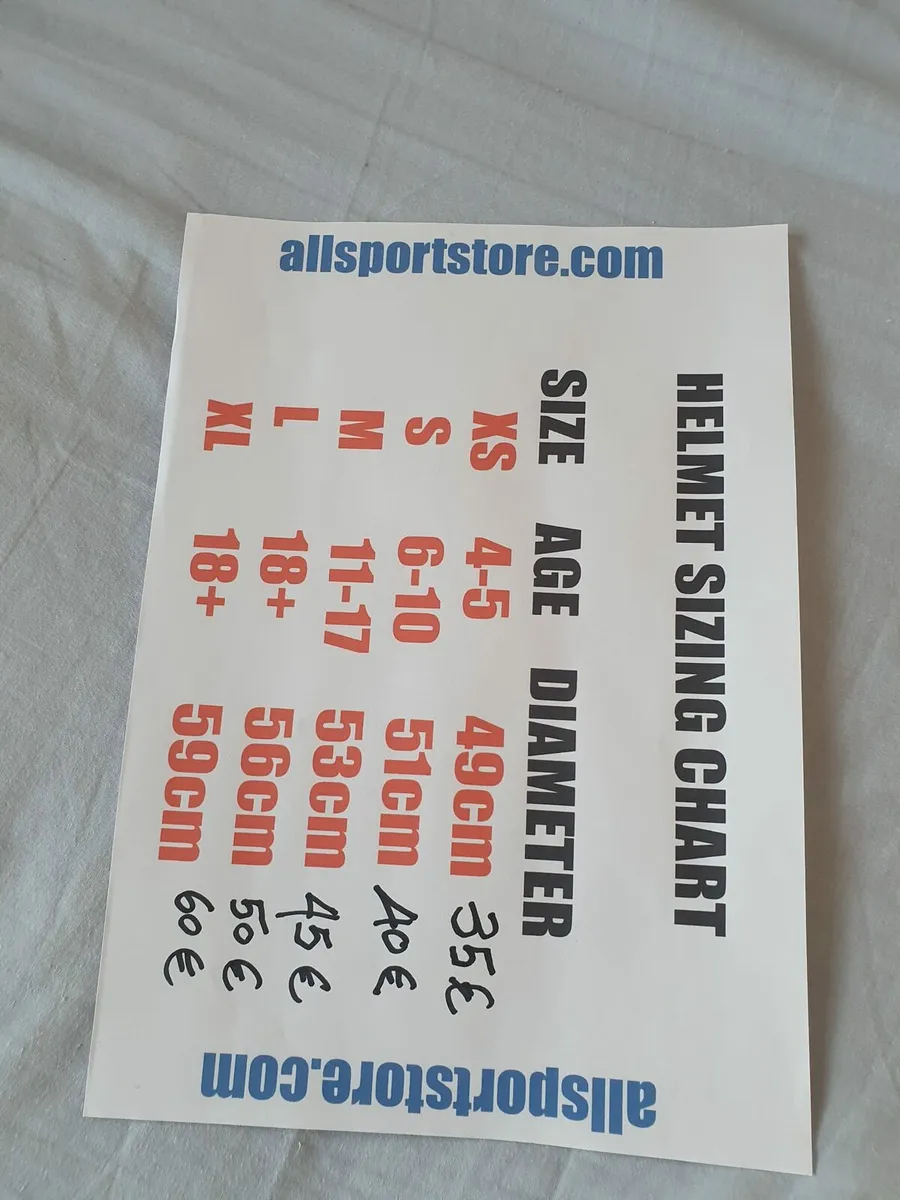 allsportstore.com
HELMET SIZING CHART
SIZE AGE DIAMETER
XS 4-5 49cm 35£
S 6-10 51cm 40€
M 11-17 53cm 45€
L 18+ 56cm 50€
XL 18+ 59cm 60€
allsportstore.com